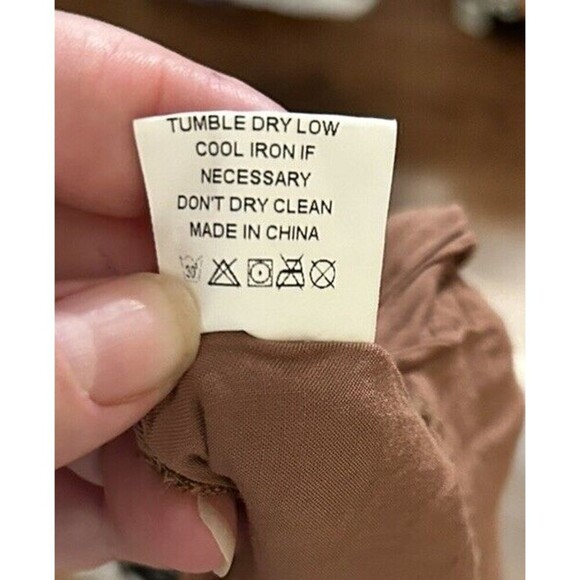 TUMBLE DRY LOW
COOL IRON IF
NECESSARY
DON'T DRY CLEAN
MADE IN CHINA
30°